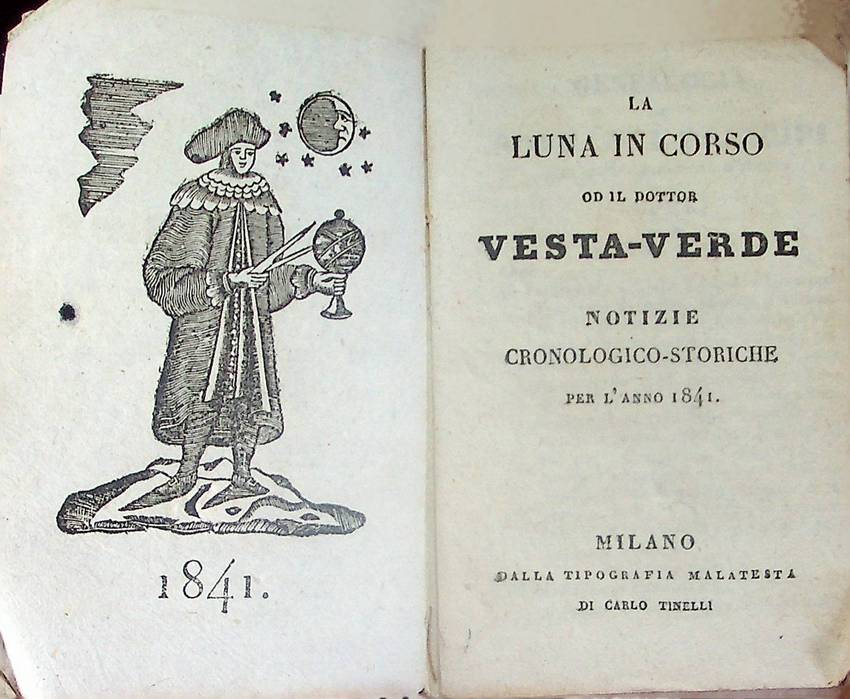 1841.
LA
LUNA IN CORSO
OD IL DOTTOR
VESTA-VERDE
NOTIZIE
CRONOLOGICO-STORICHE
PER L'ANNO 1841.
MILANO
DALLA TIPOGRAFIA MALATESTA
DI CARLO TINELLI